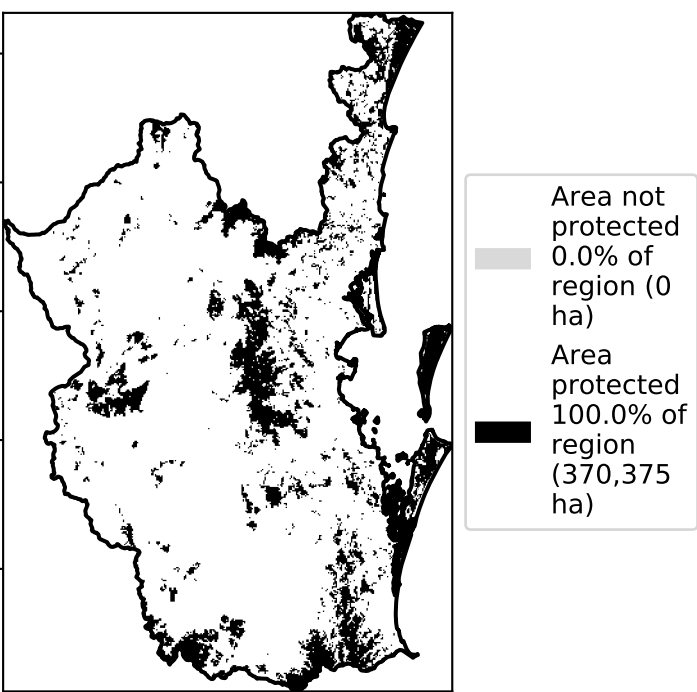 Area not
protected
0.0% of
region (0
ha)
Area
protected
100.0% of
region
(370,375
ha)